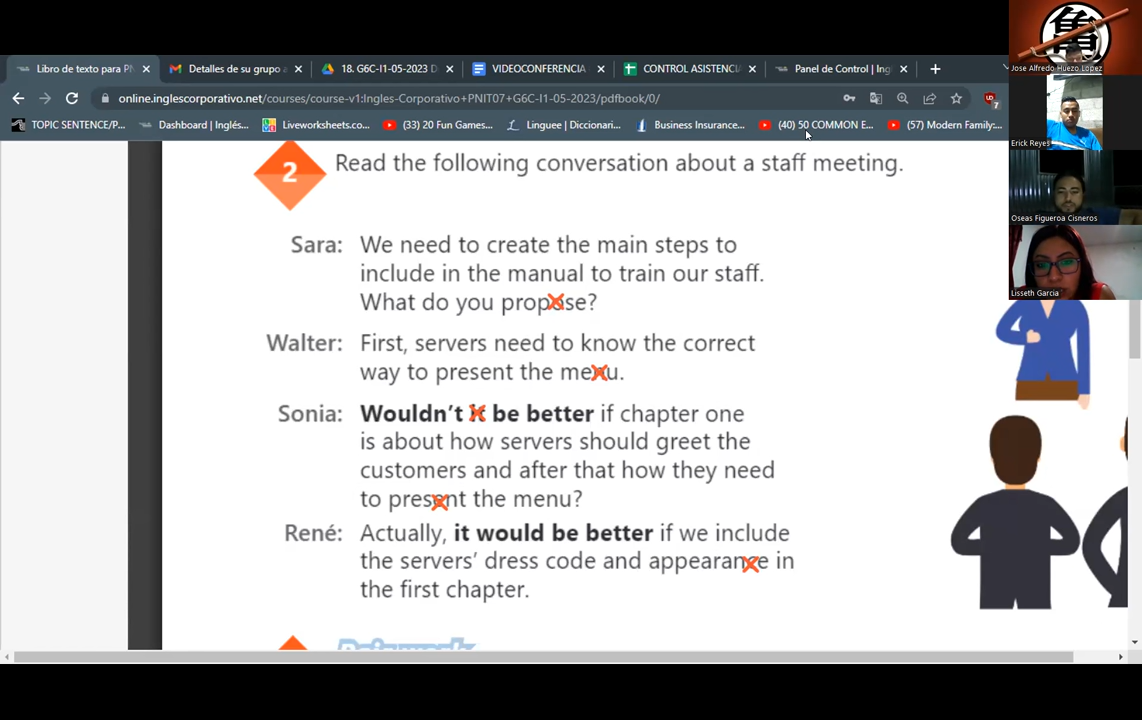 Libro de texto para PN
Detalles de su grupo a
18. G6C-I1-05-2023 D
VIDEOCONFERENCIA
CONTROL ASISTENCI
Panel de Control | Ing
online.inglescorporativo.net/courses/course-v1:Ingles-Corporativo+PNIT07+G6C-I1-05-2023/pdfbook/0/
7
TOPIC SENTENCE/P...
Dashboard | Inglés...
Liveworksheets.co...
(33) 20 Fun Games...
Linguee | Diccionari...
Business Insurance...
(40) 50 COMMON E...
(57) Modern Family:...
亀
Jose Alfredo Huezo Lopez
Erick Reyes
Oseas Figueroa Cisneros
Lisseth Garcia
2
Read the following conversation about a staff meeting.
Sara: We need to create the main steps to
include in the manual to train our staff.
What do you propose?
Walter: First, servers need to know the correct
way to present the menu.
Sonia: Wouldn't it be better if chapter one
is about how servers should greet the
customers and after that how they need
to present the menu?
René: Actually, it would be better if we include
the servers' dress code and appearance in
the first chapter.
Pair work